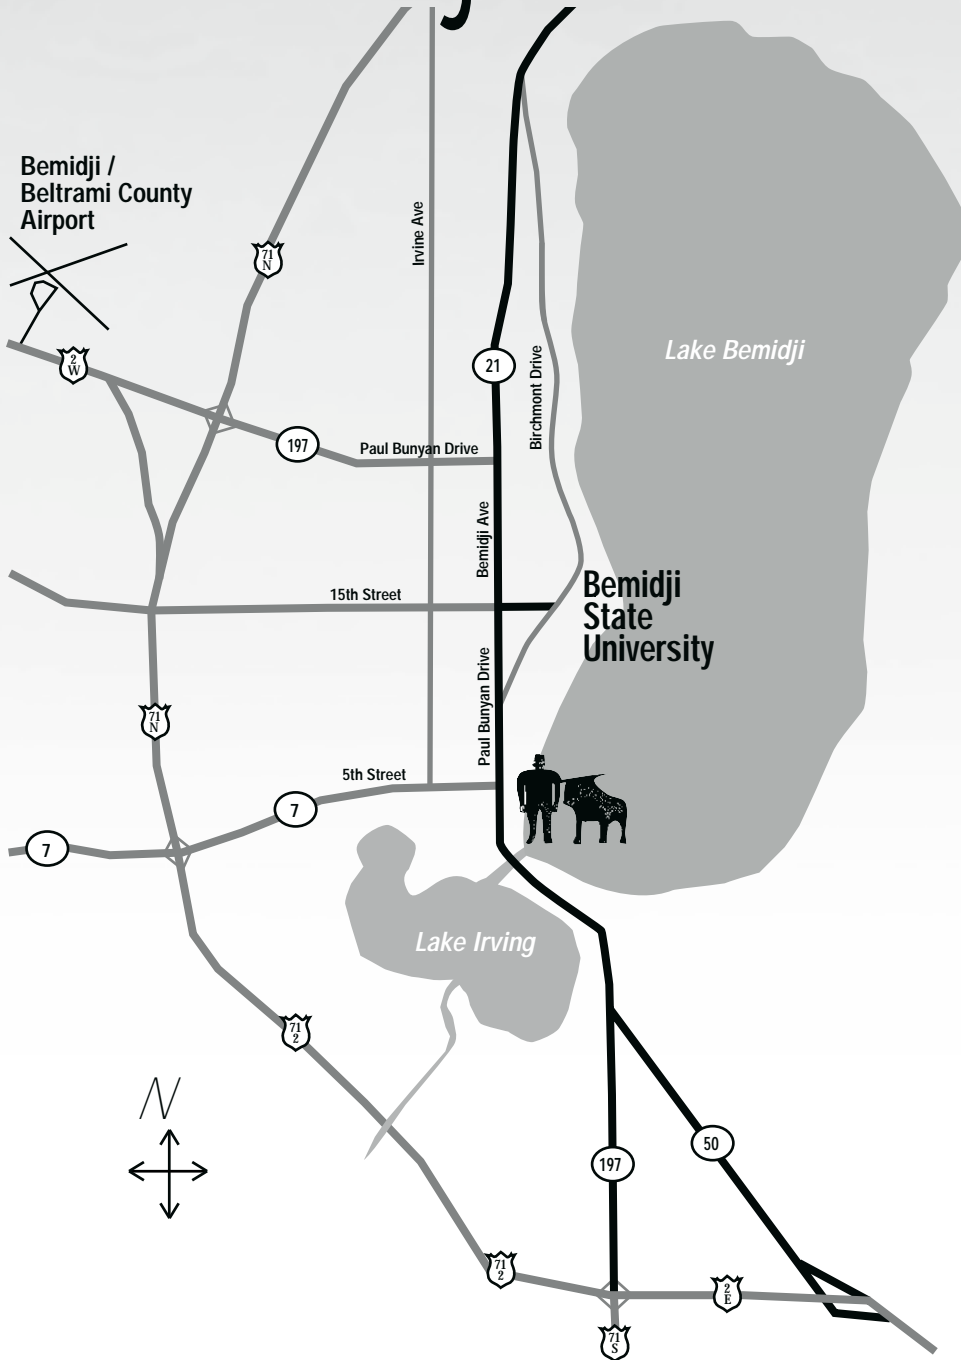 Bemidji /
Beltrami County
Airport
Irvine Ave
71
N
Lake Bemidji
2
W
21
Birchmont Drive
197
Paul Bunyan Drive
Bemidji Ave
Bemidji
State
University
15th Street
Paul Bunyan Drive
71
N
5th Street
7
7
Lake Irving
71
2
N
50
197
71
2
2
E
71
S